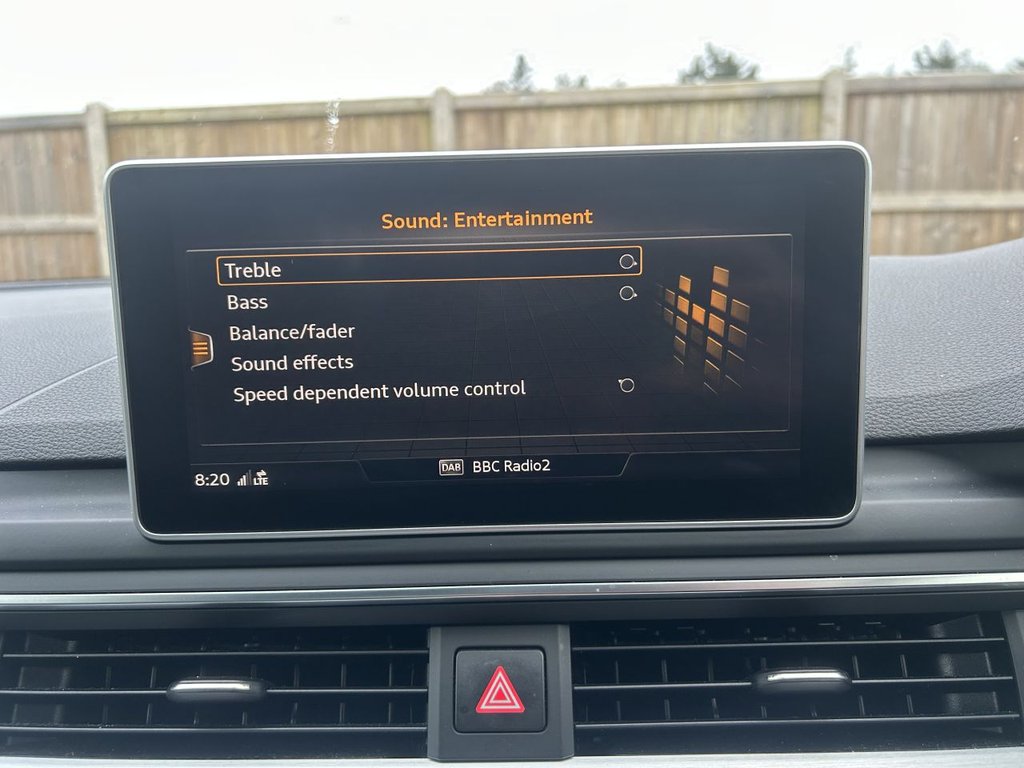 Sound: Entertainment
Treble
Bass
Balance/fader
Sound effects
Speed dependent volume control
DAB BBC Radio2
8:20 LTE